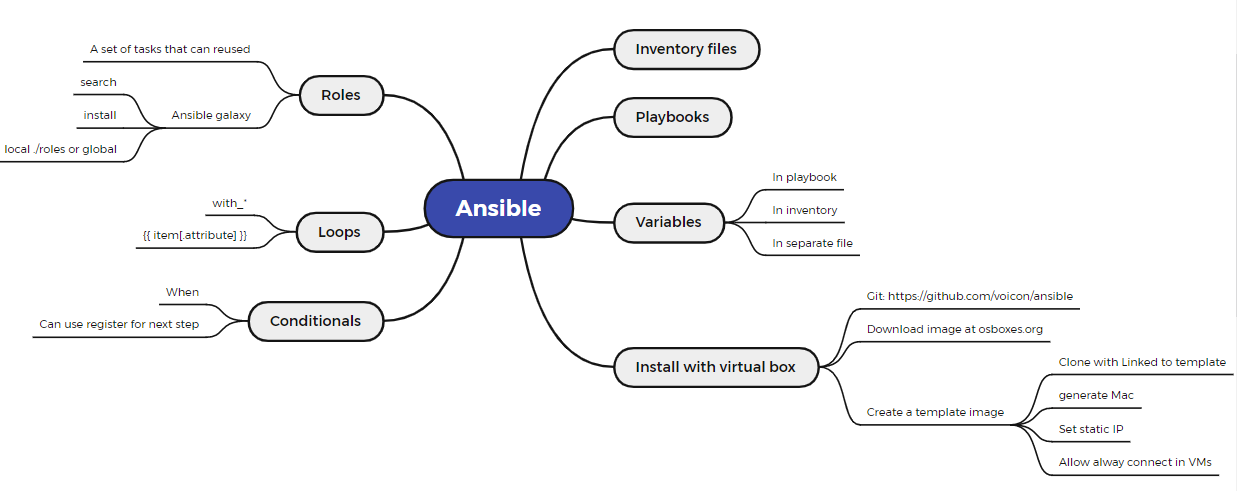 Ansible
Inventory files
Playbooks
Variables
In playbook
In inventory
In separate file
Install with virtual box
Git: https://github.com/voicon/ansible
Download image at osboxes.org
Create a template image
Clone with Linked to template
generate Mac
Set static IP
Allow alway connect in VMs
Roles
A set of tasks that can reused
Ansible galaxy
search
install
local ./roles or global
Loops
with_*
{{ item[.attribute] }}
Conditionals
When
Can use register for next step